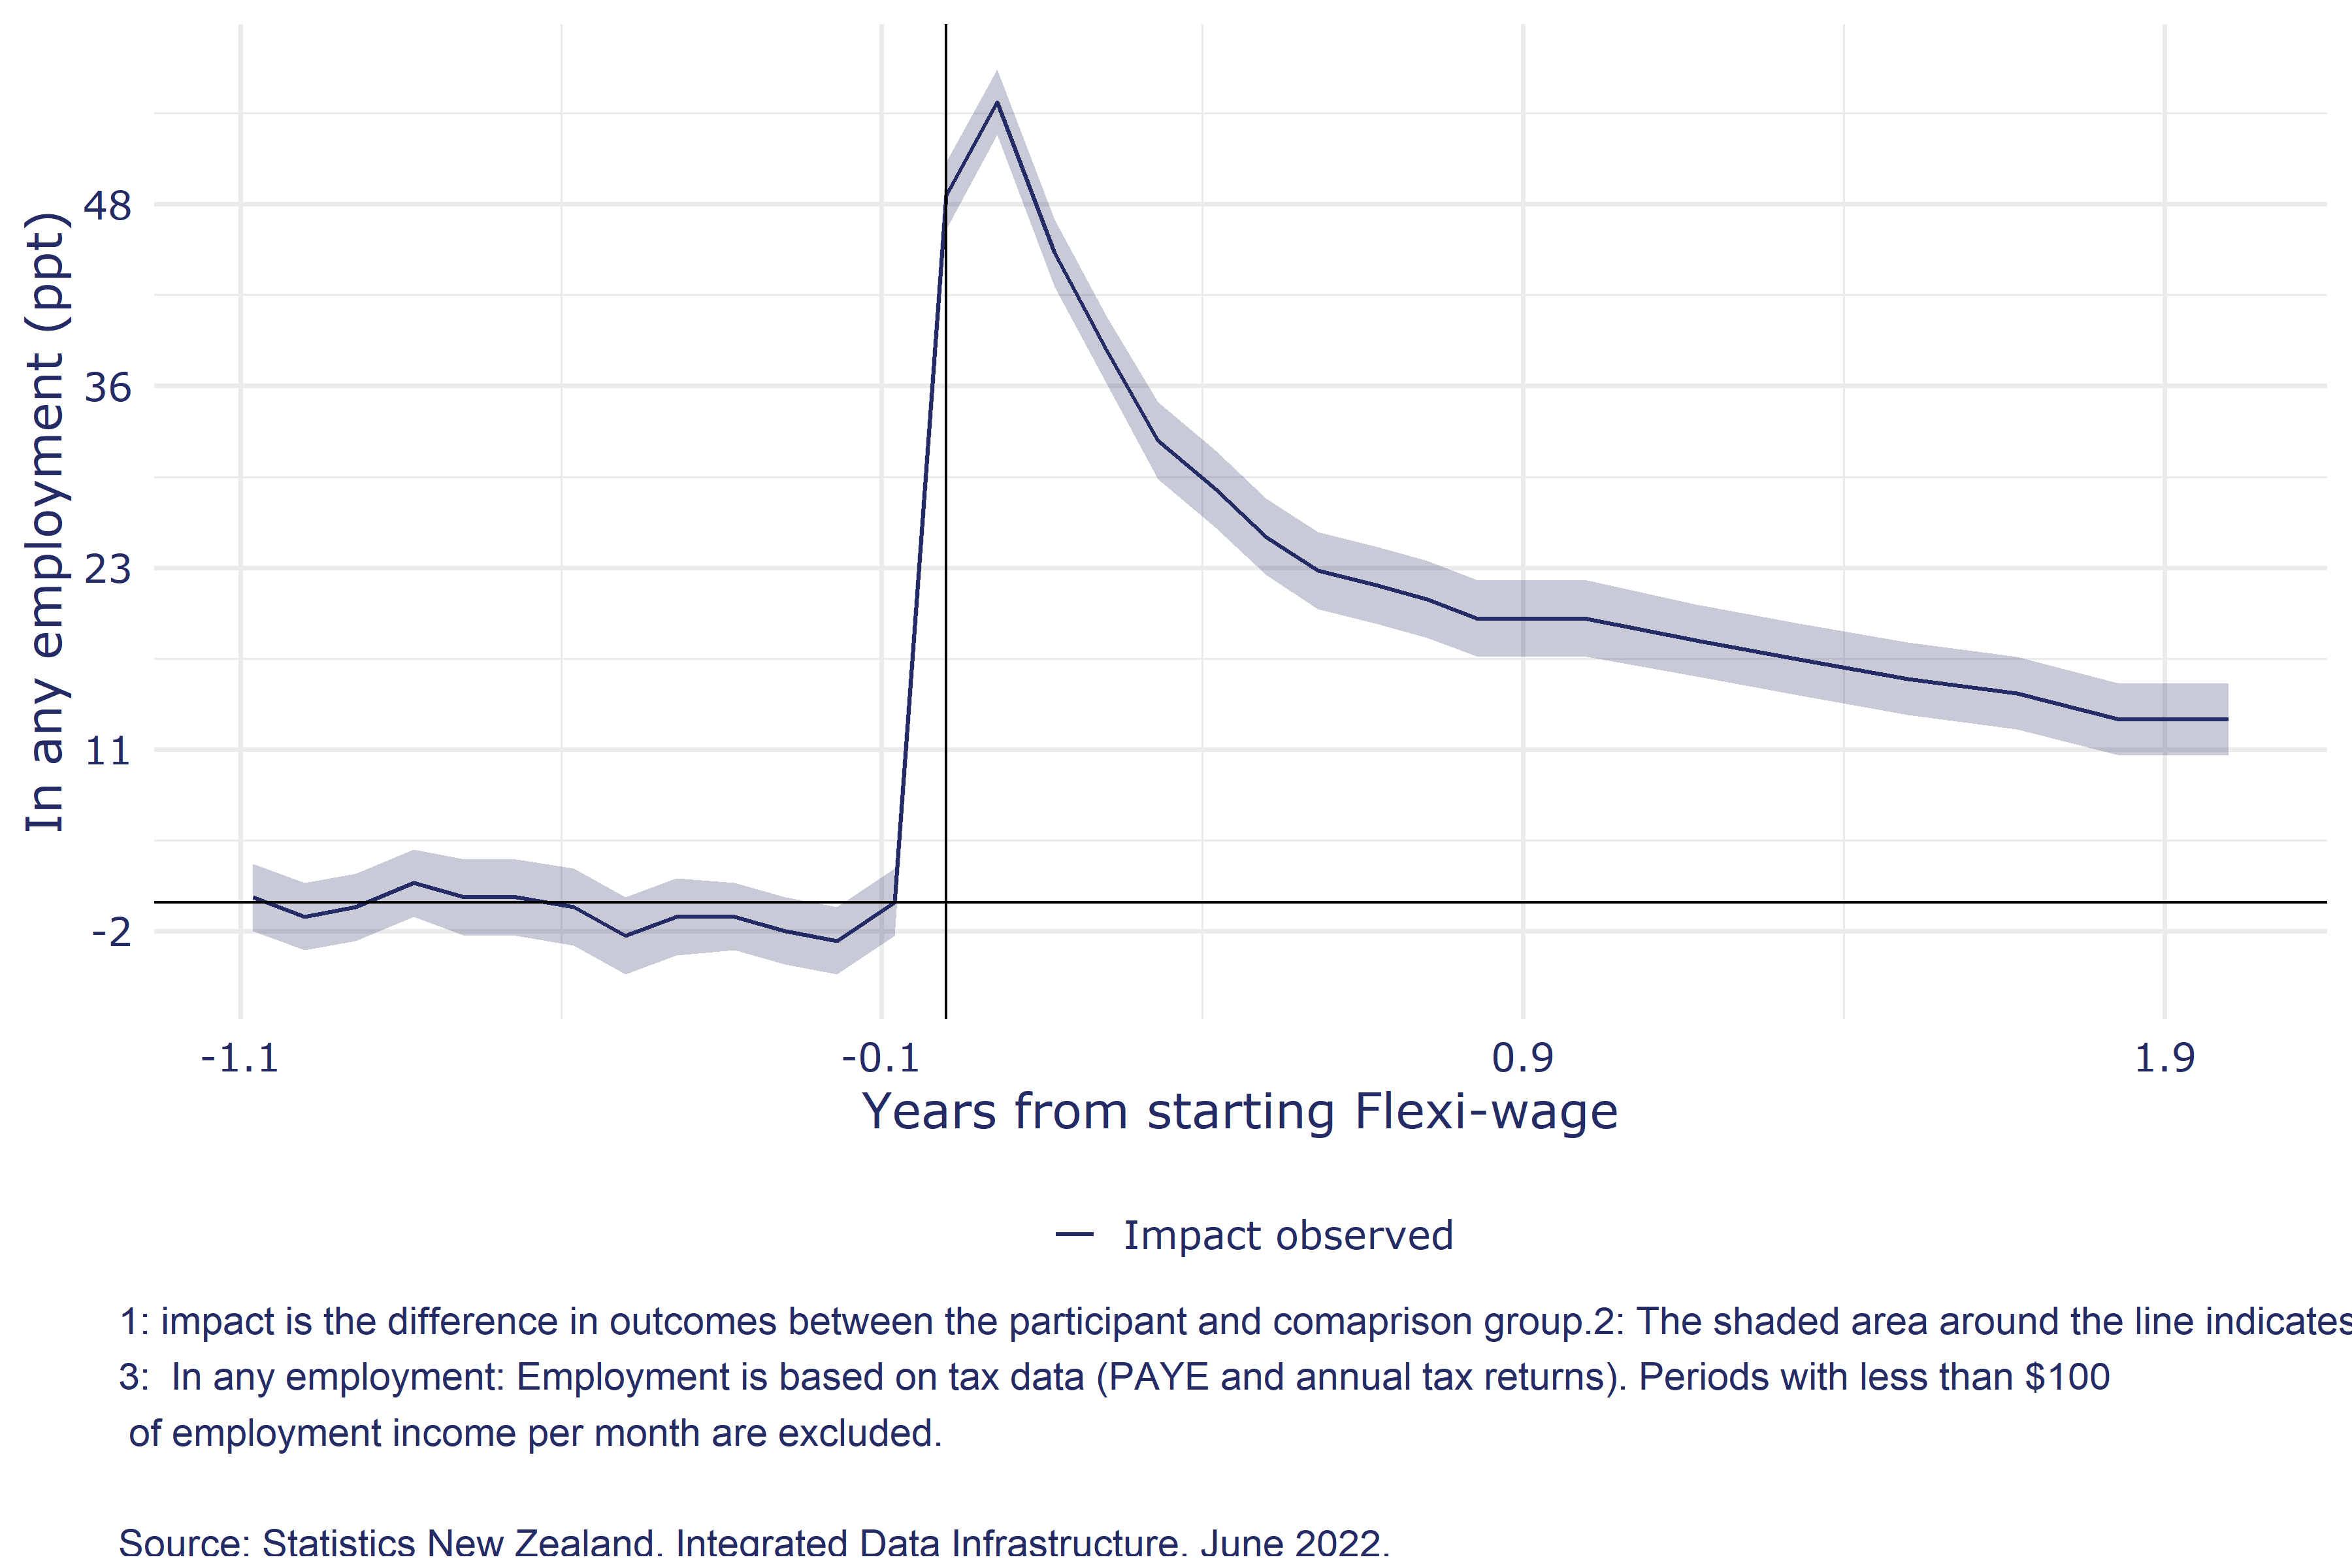 In any employment (ppt)
48
36
23
11
-2
-1.1
-0.1
0.9
1.9
Years from starting Flexi-wage
Impact observed
1: impact is the difference in outcomes between the participant and comaprison group.2: The shaded area around the line indicates
3:  In any employment: Employment is based on tax data (PAYE and annual tax returns). Periods with less than $100
of employment income per month are excluded.
Source: Statistics New Zealand. Integrated Data Infrastructure. June 2022.